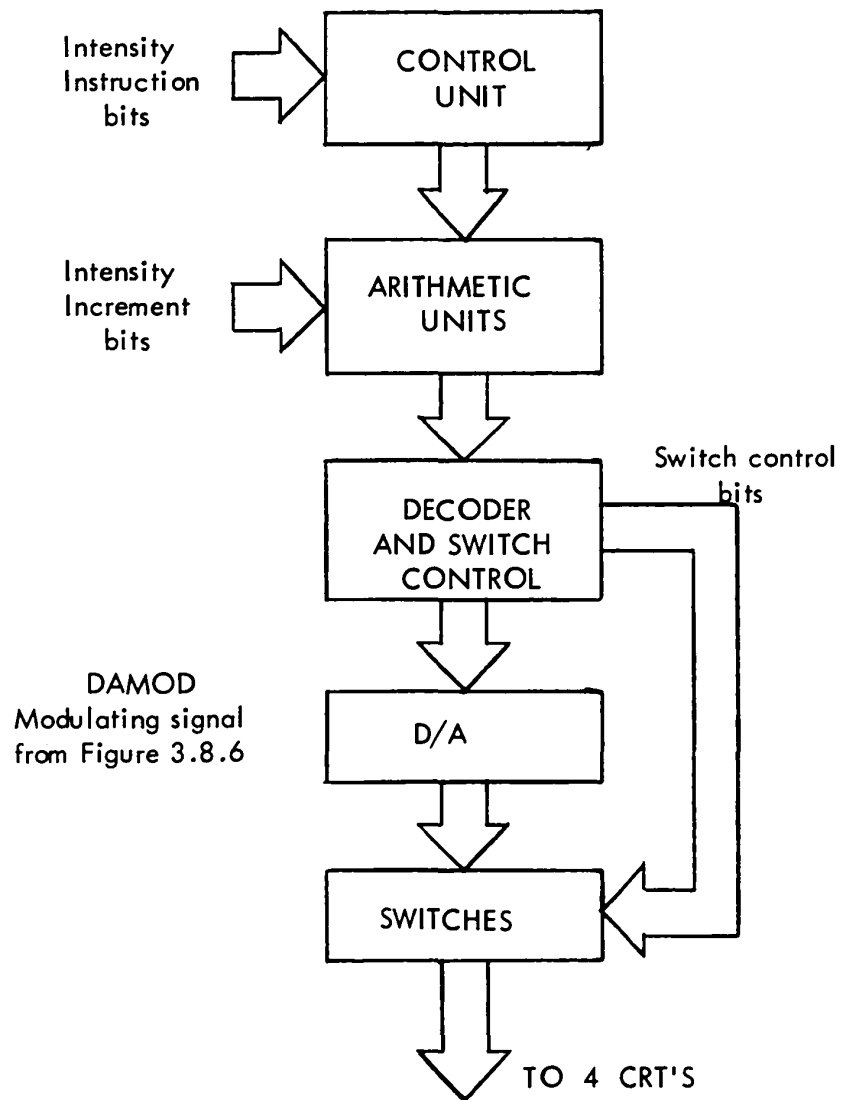 Intensity
Instruction
bits
CONTROL
UNIT
Intensity
Increment
bits
ARITHMETIC
UNITS
Switch control
bits
DECODER
AND SWITCH
CONTROL
DAMOD
Modulating signal
from Figure 3.8.6
D/A
SWITCHES
TO 4 CRT'S